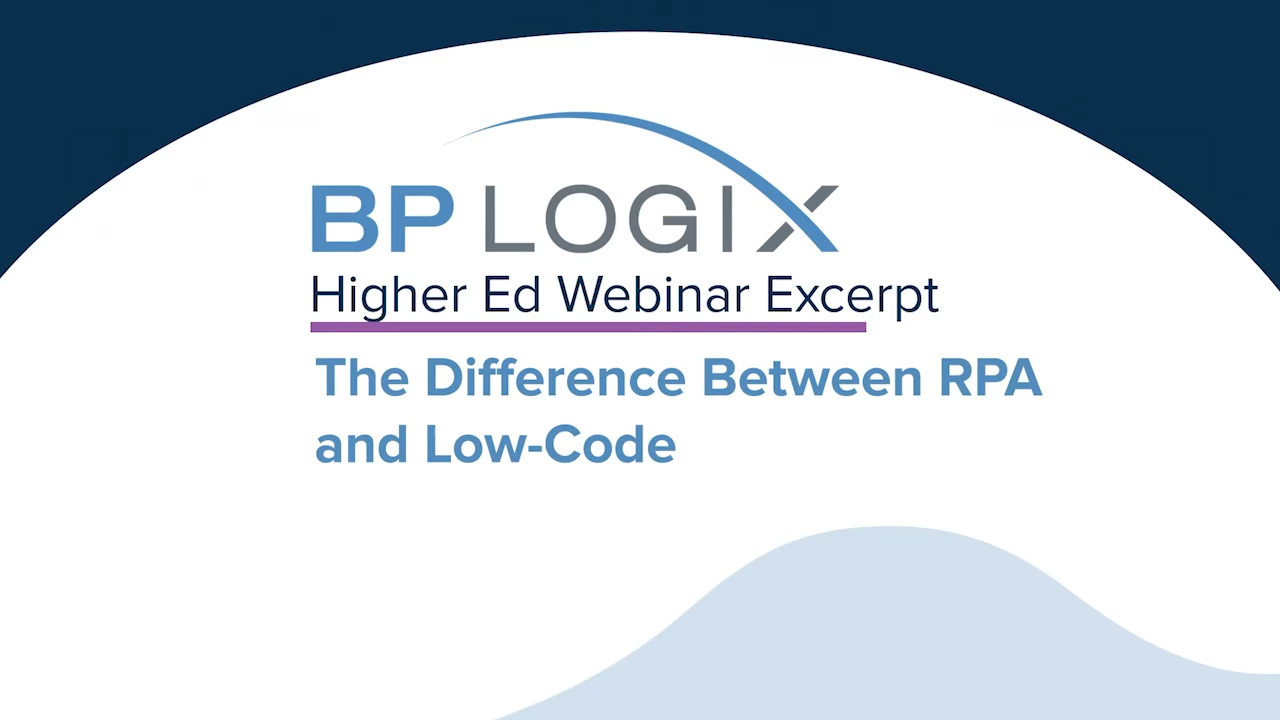 BP LOGIX
Higher Ed Webinar Excerpt
The Difference Between RPA
and Low-Code